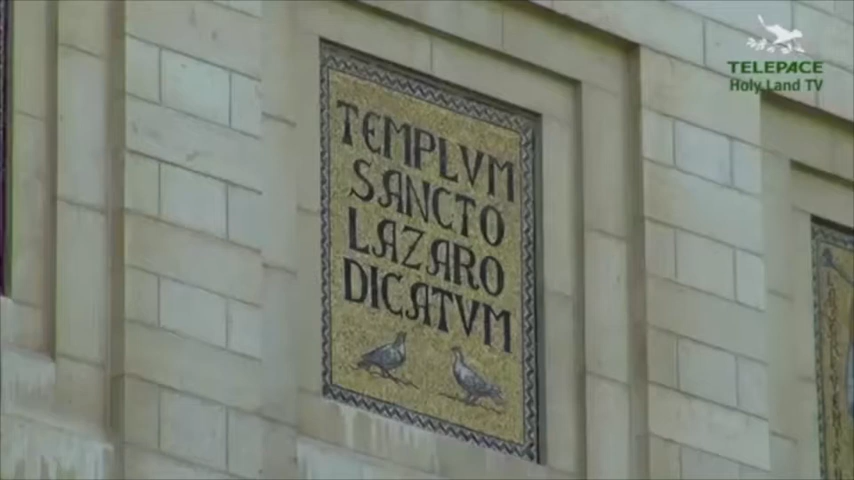 TELEPACE
Holy Land TV
TEMPLVM
SANCTO
LAZARO
DICATVM